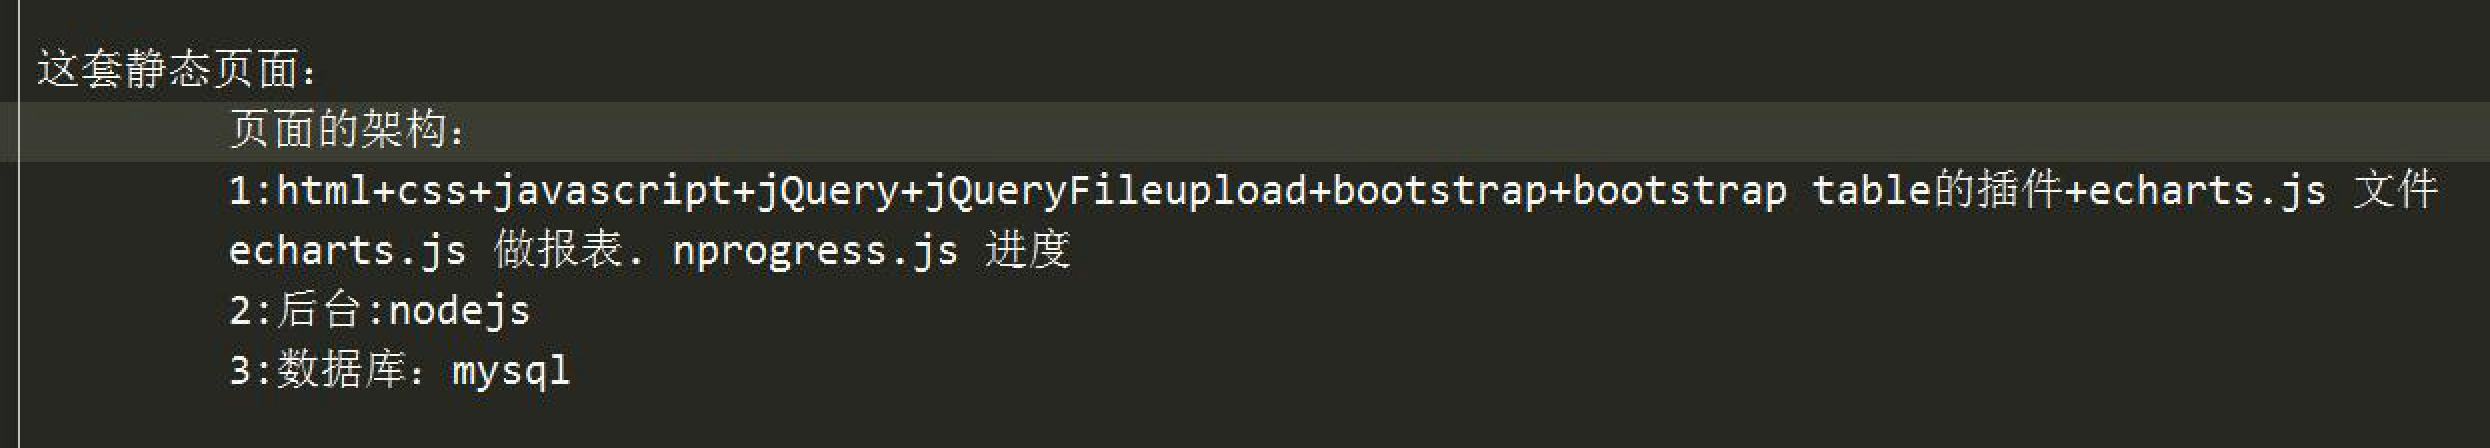 这套静态页面：
页面的架构：
1:html+css+javascript+jQuery+jQueryFileupload+bootstrap+bootstrap table的插件+echarts.js 文件
echarts.js 做报表. nprogress.js 进度
2:后台:nodejs
3:数据库：mysql